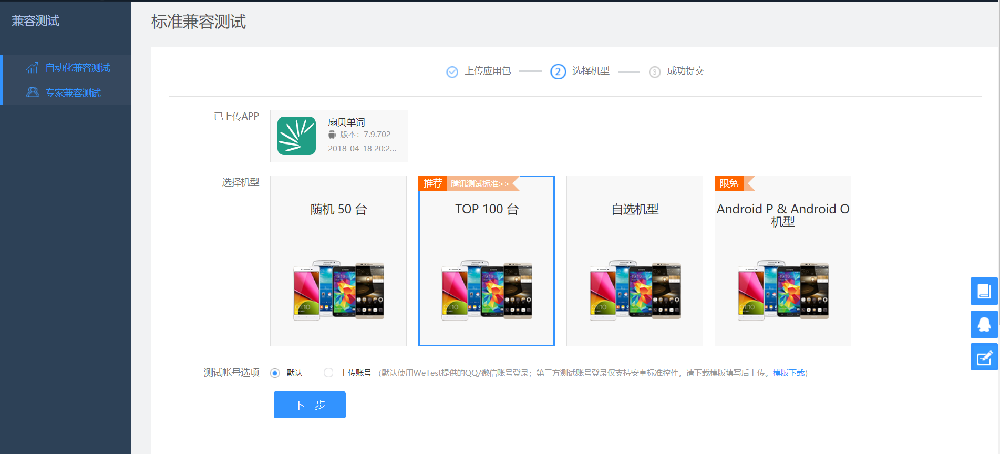 兼容测试
自动化兼容测试
专家兼容测试
标准兼容测试
上传应用包
2 选择机型
3 成功提交
已上传APP
扇贝单词
版本：7.9.702
2018-04-18 20:2...
选择机型
随机 50 台
推荐 腾讯测试标准>>
TOP 100 台
自选机型
限免
Android P & Android O
机型
测试帐号选项 默认 上传账号 （默认使用WeTest提供的QQ/微信账号登录；第三方测试账号登录仅支持安卓标准控件，请下载模版填写后上传。模版下载）
下一步